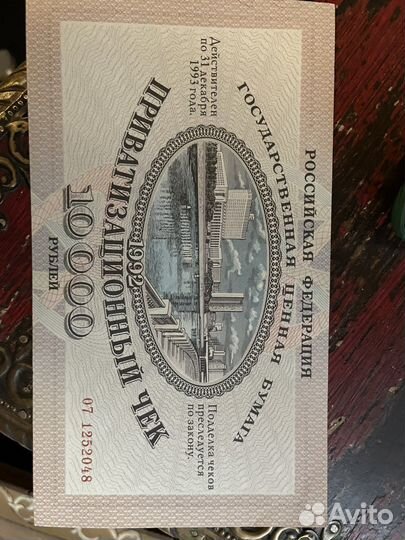 РОССИЙСКАЯ ФЕДЕРАЦИЯ
ГОСУДАРСТВЕННАЯ ЦЕННАЯ БУМАГА
Действителен
по 31 декабря
1993 года.
Подделка чеков
преследуется
по закону.
1992
ПРИВАТИЗАЦИОННЫЙ ЧЕК
10000
РУБЛЕЙ
07 1252048
Avito